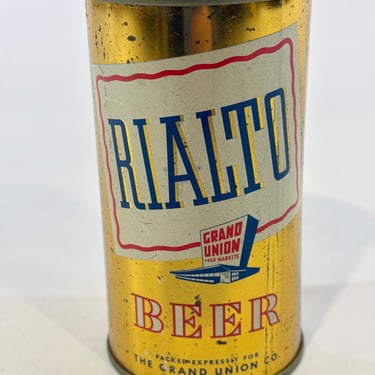 RIALTO
GRAND
UNION
FOOD MARKETS
BEER
PACKED EXPRESSLY FOR
THE GRAND UNION CO.